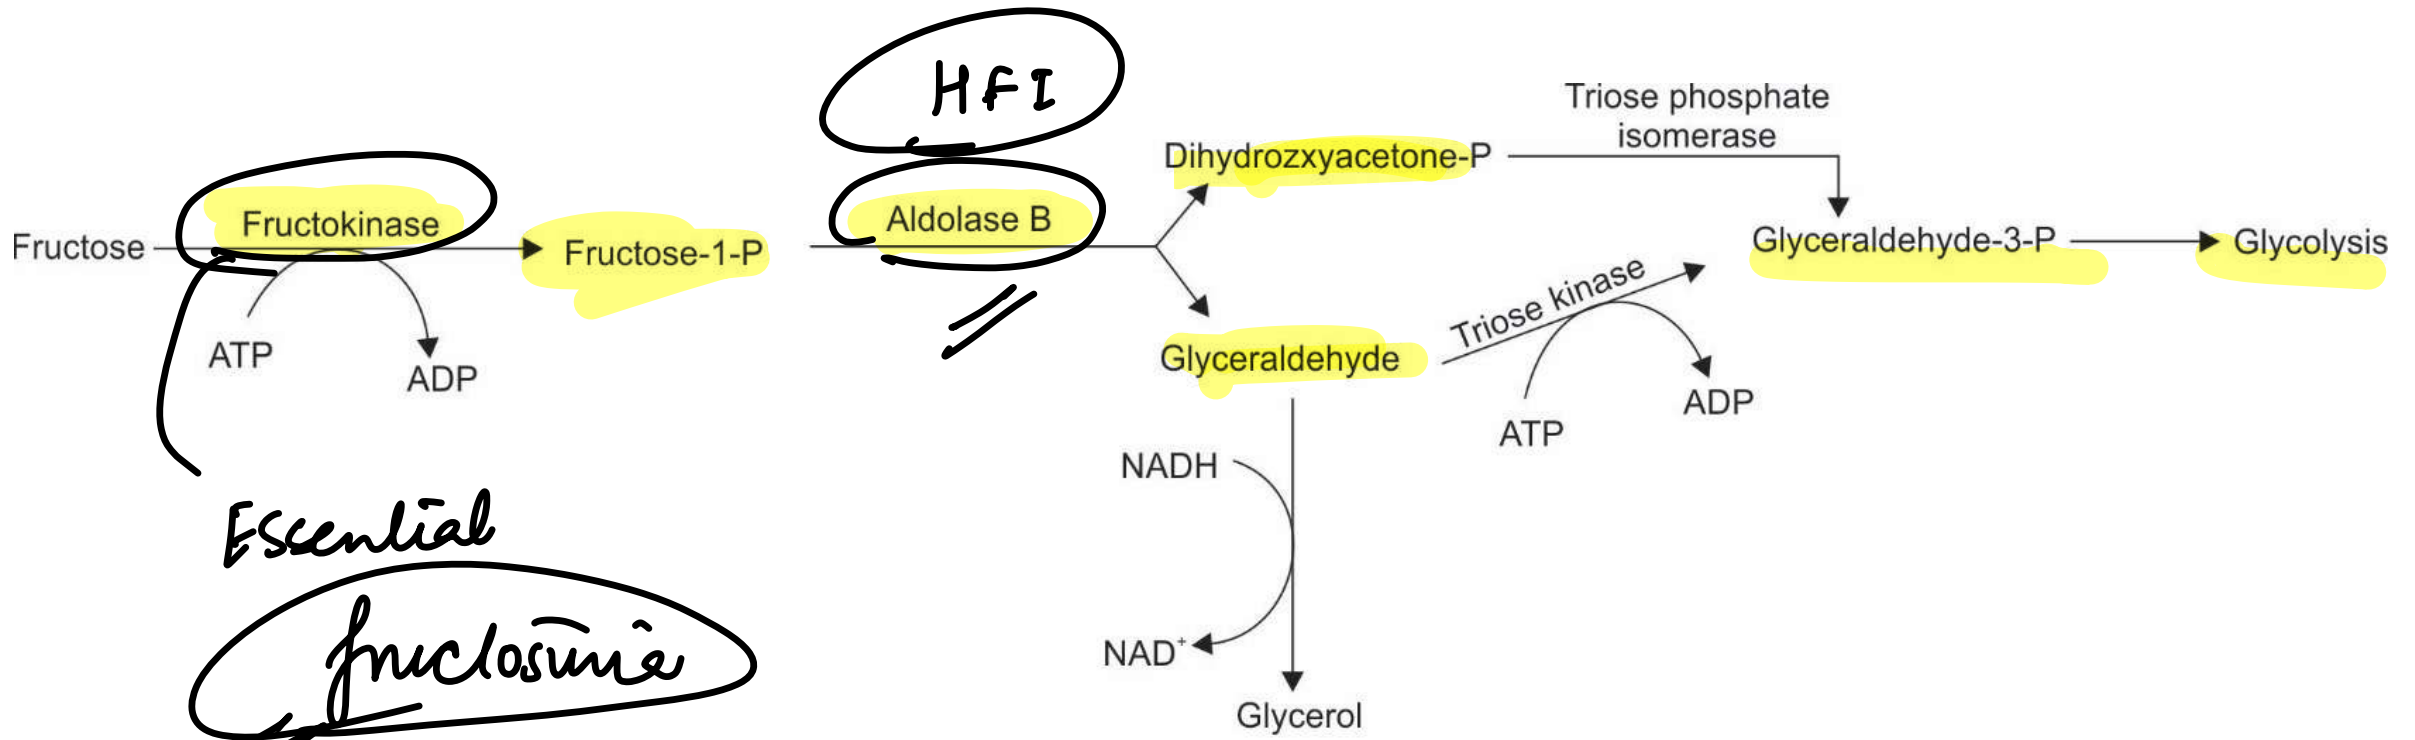 HFI
Triose phosphate
isomerase
Dihydrozxyacetone-P
Fructokinase
Aldolase B
Fructose
Fructose-1-P
Glyceraldehyde-3-P
Glycolysis
Triose kinase
ATP
ADP
Glyceraldehyde
ATP
ADP
NADH
Essential
fructosuria
NAD+
Glycerol